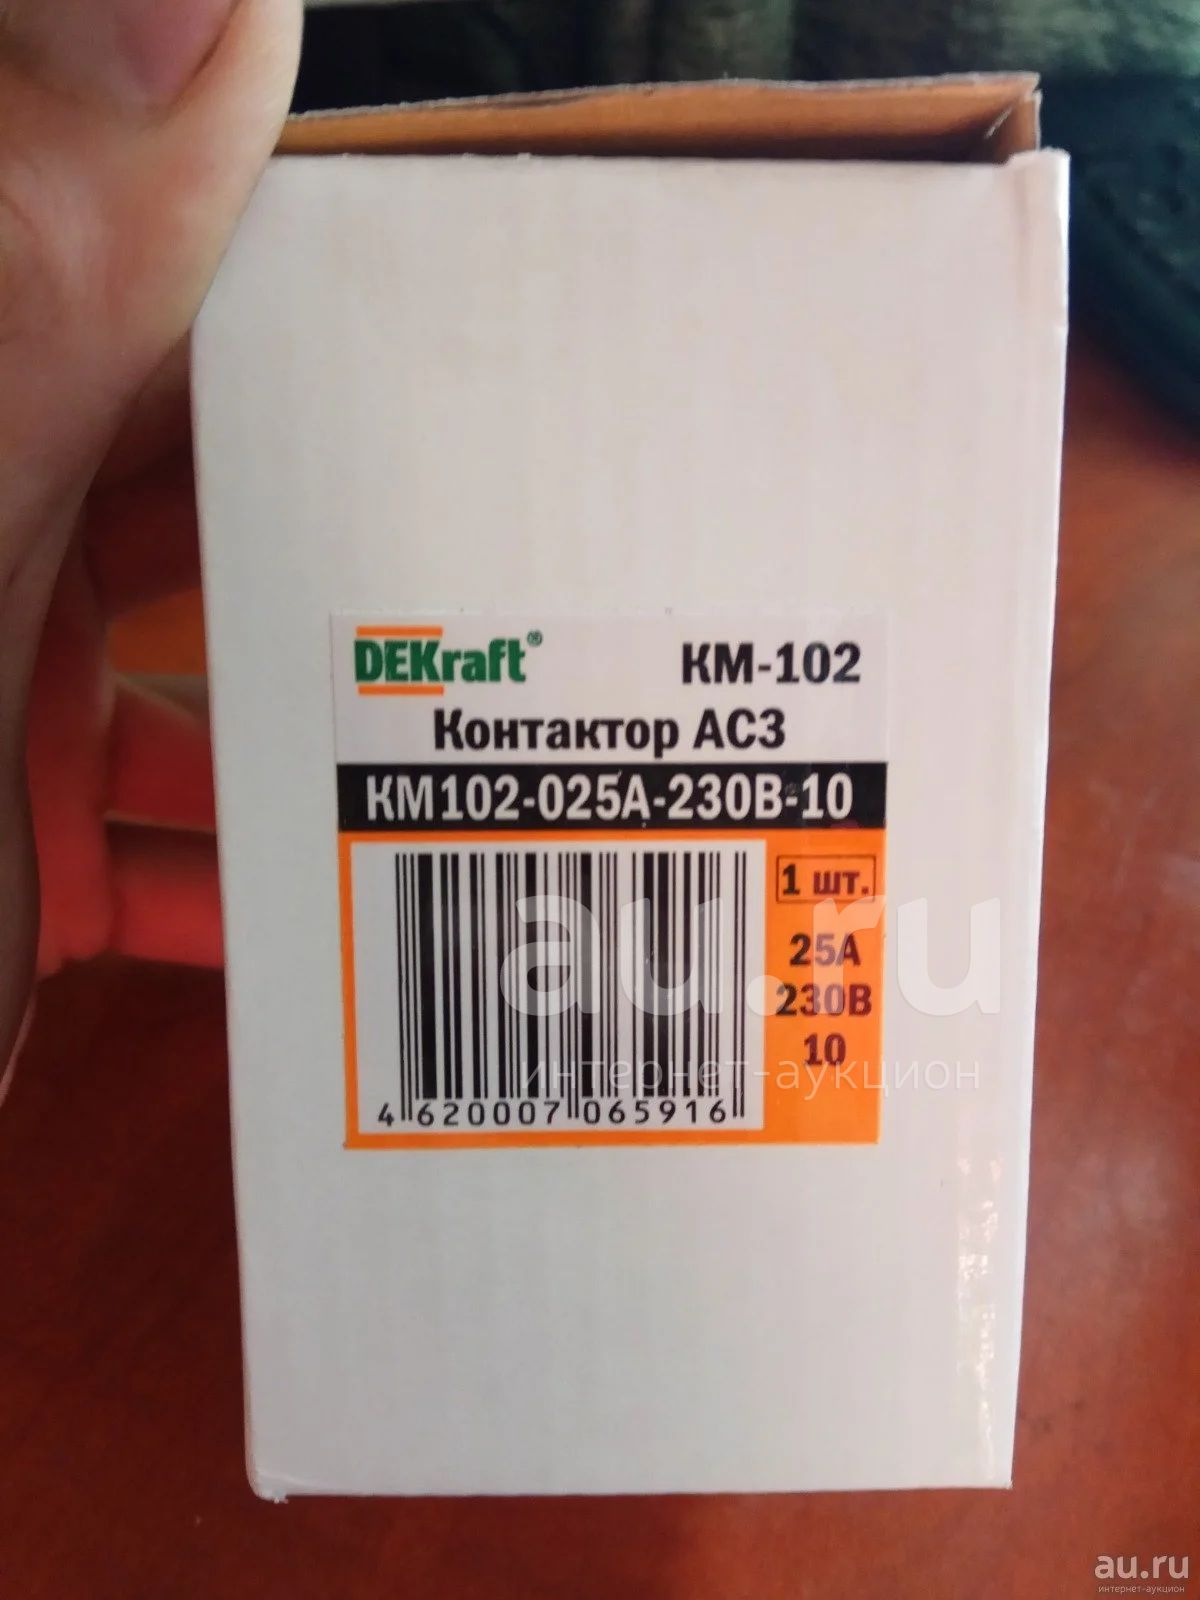 DEKraft® КМ-102
Контактор АС3
КМ102-025А-230В-10
1 шт.
25А
230В
10
4 620007 065916
au.ru
интернет-аукцион
au.ru
интернет-аукцион